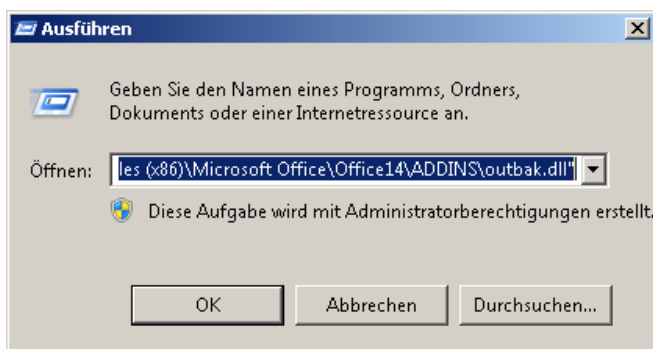 Ausführen
Geben Sie den Namen eines Programms, Ordners,
Dokuments oder einer Internetressource an.
Öffnen: les (x86)\Microsoft Office\Office14\ADDINS\outbak.dll"
Diese Aufgabe wird mit Administratorberechtigungen erstellt.
OK Abbrechen Durchsuchen...